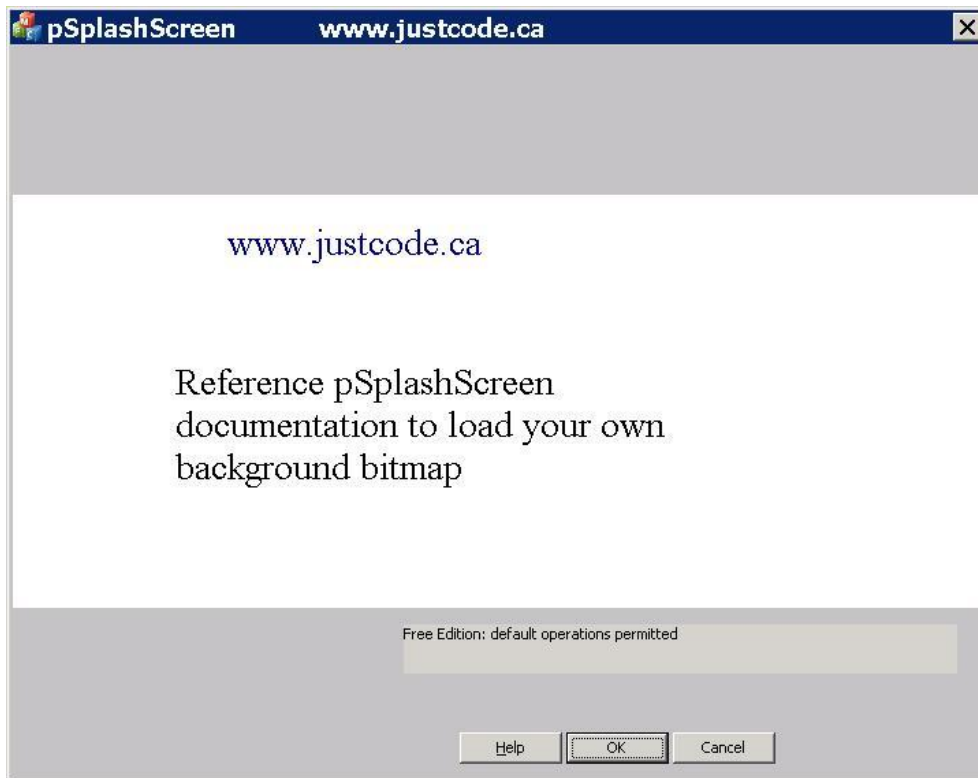 pSplashScreen www.justcode.ca
www.justcode.ca
Reference pSplashScreen
documentation to load your own
background bitmap
Free Edition: default operations permitted
Help OK Cancel